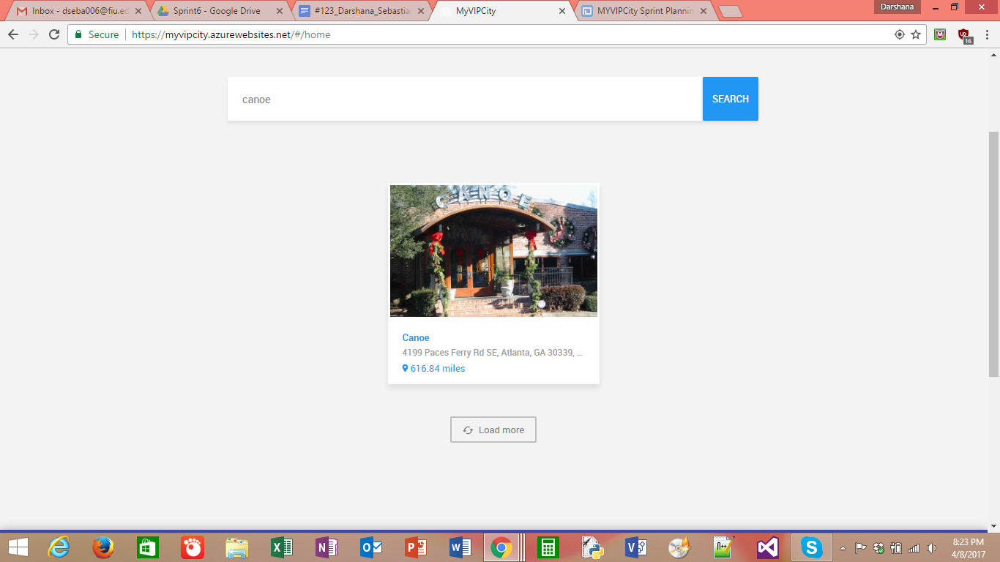 Inbox - dseba006@fiu.ed
Sprint6 - Google Drive
#123_Darshana_Sebastia
MyVIPCity
MYVIPCity Sprint Plannin
Darshana
Secure
https://myvipcity.azurewebsites.net/#/home
16
canoe
SEARCH
CANOE
Canoe
4199 Paces Ferry Rd SE, Atlanta, GA 30339, ...
616.84 miles
Load more
8:23 PM
4/8/2017